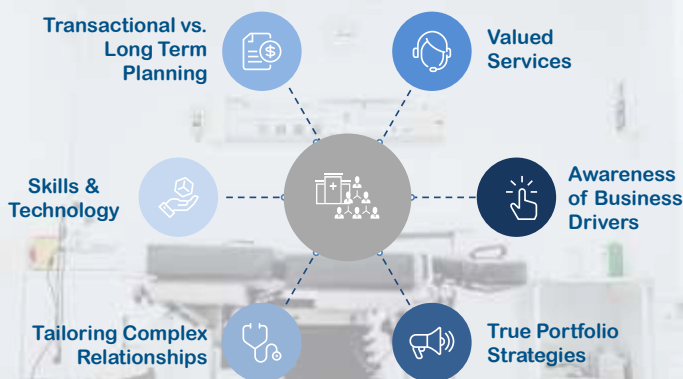 Transactional vs.
Long Term
Planning
Valued
Services
Skills &
Technology
Awareness
of Business
Drivers
Tailoring Complex
Relationships
True Portfolio
Strategies